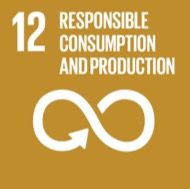 12 RESPONSIBLE
CONSUMPTION
AND PRODUCTION